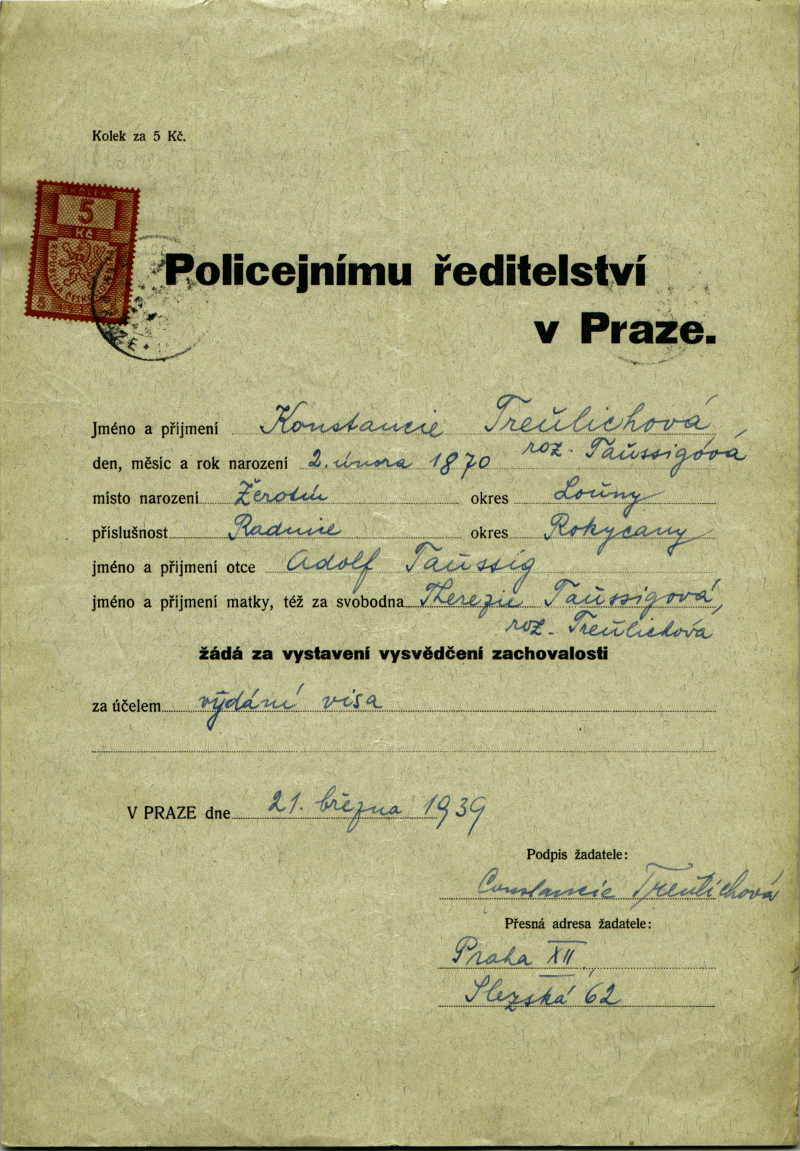 Kolek za 5 Kč.
5
Kč
Policejnímu ředitelství
v Praze.
Jméno a příjmení Konstancie Treulichová,
roz. Taussigová
den, měsíc a rok narození 2. února 1870
místo narození Žerotín okres Louny
příslušnost Radnice okres Rokycany
jméno a příjmení otce Adolf Taussig
jméno a příjmení matky, též za svobodna Therezie Taussigová,
roz. Treulichová
žádá za vystavení vysvědčení zachovalosti
za účelem vydání visa
V PRAZE dne 21. března 1939
Podpis žadatele:
Constancie Treulichová
Přesná adresa žadatele:
Praha XII,
Slezská 62